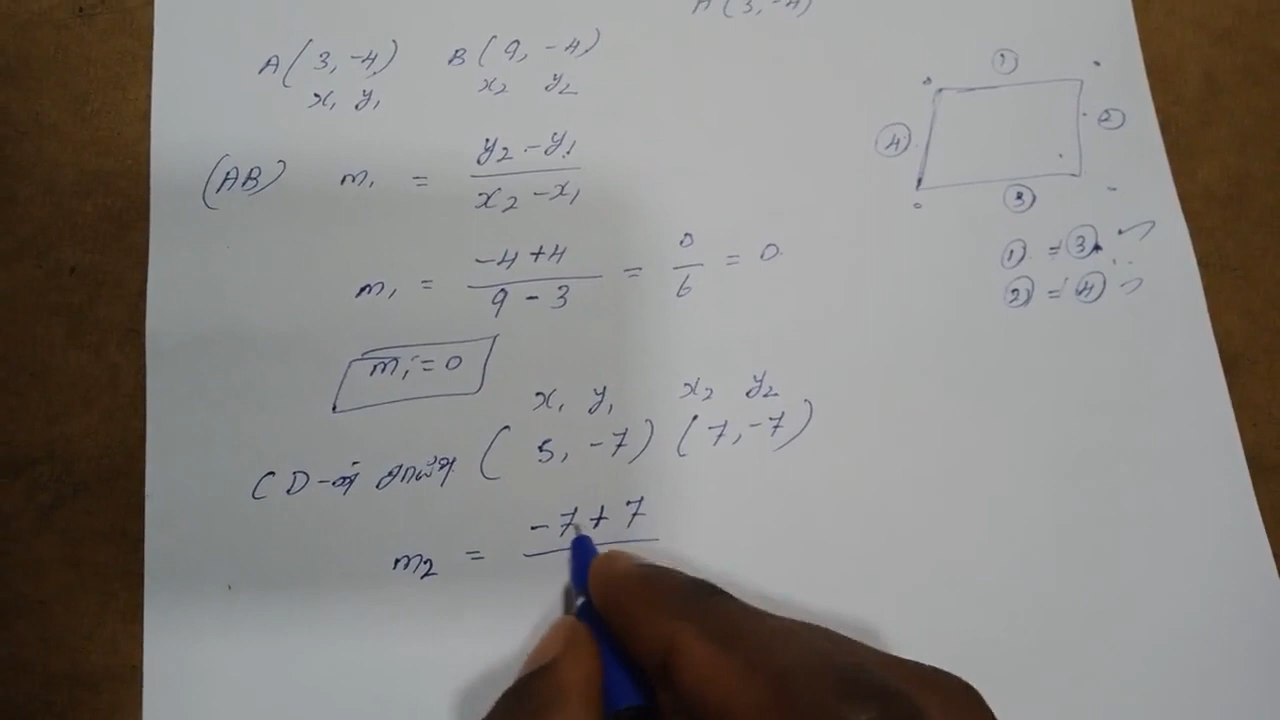 A (3, -4)
A (3, -4) B (9, -4)
x₁ y₁ x₂ y₂
(AB) m₁ = y₂ - y₁ / x₂ - x₁
m₁ = -4 + 4 / 9 - 3 = 0 / 6 = 0
m₁ = 0
x₁ y₁ x₂ y₂
CD-ன் சாய்வு (5, -7) (7, -7)
m₂ = -7 + 7
1
2
4
3
1 = 3
2 = 4